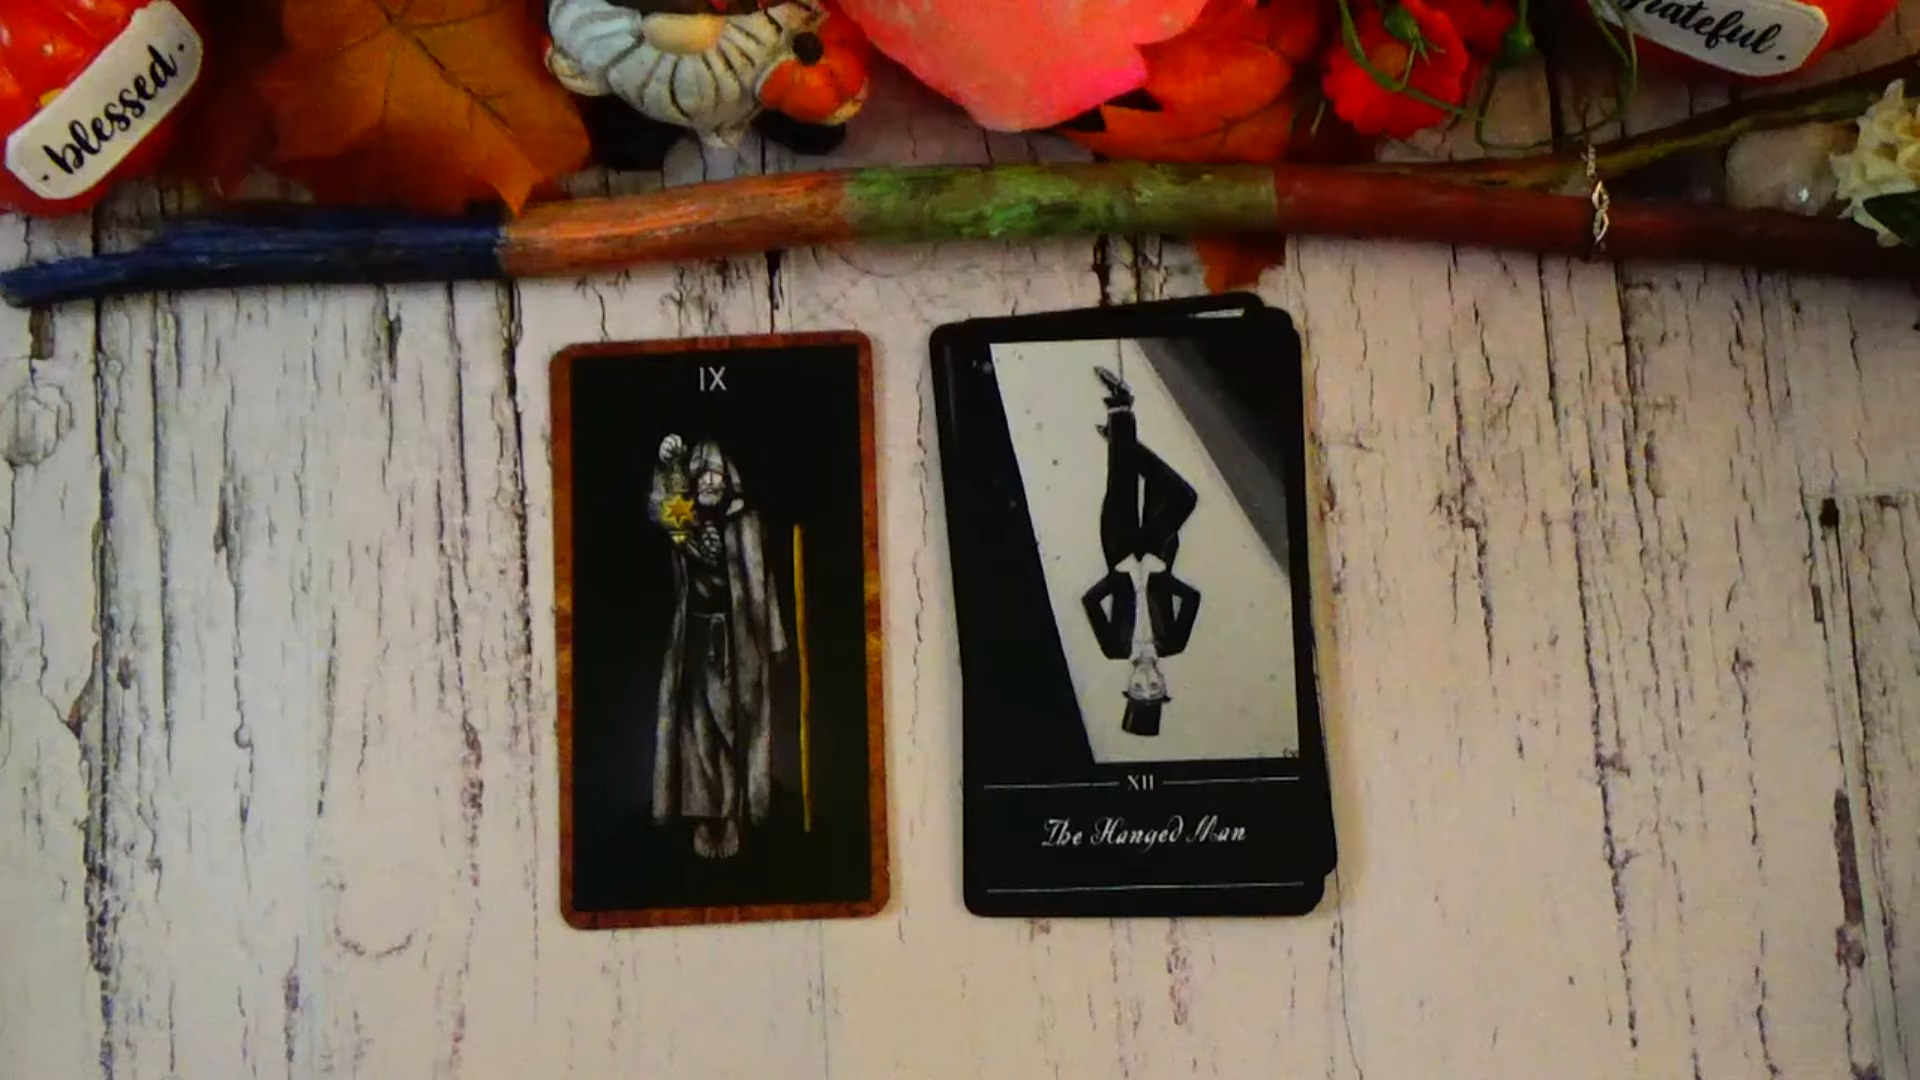 · blessed ·
grateful ·
IX
XII
The Hanged Man